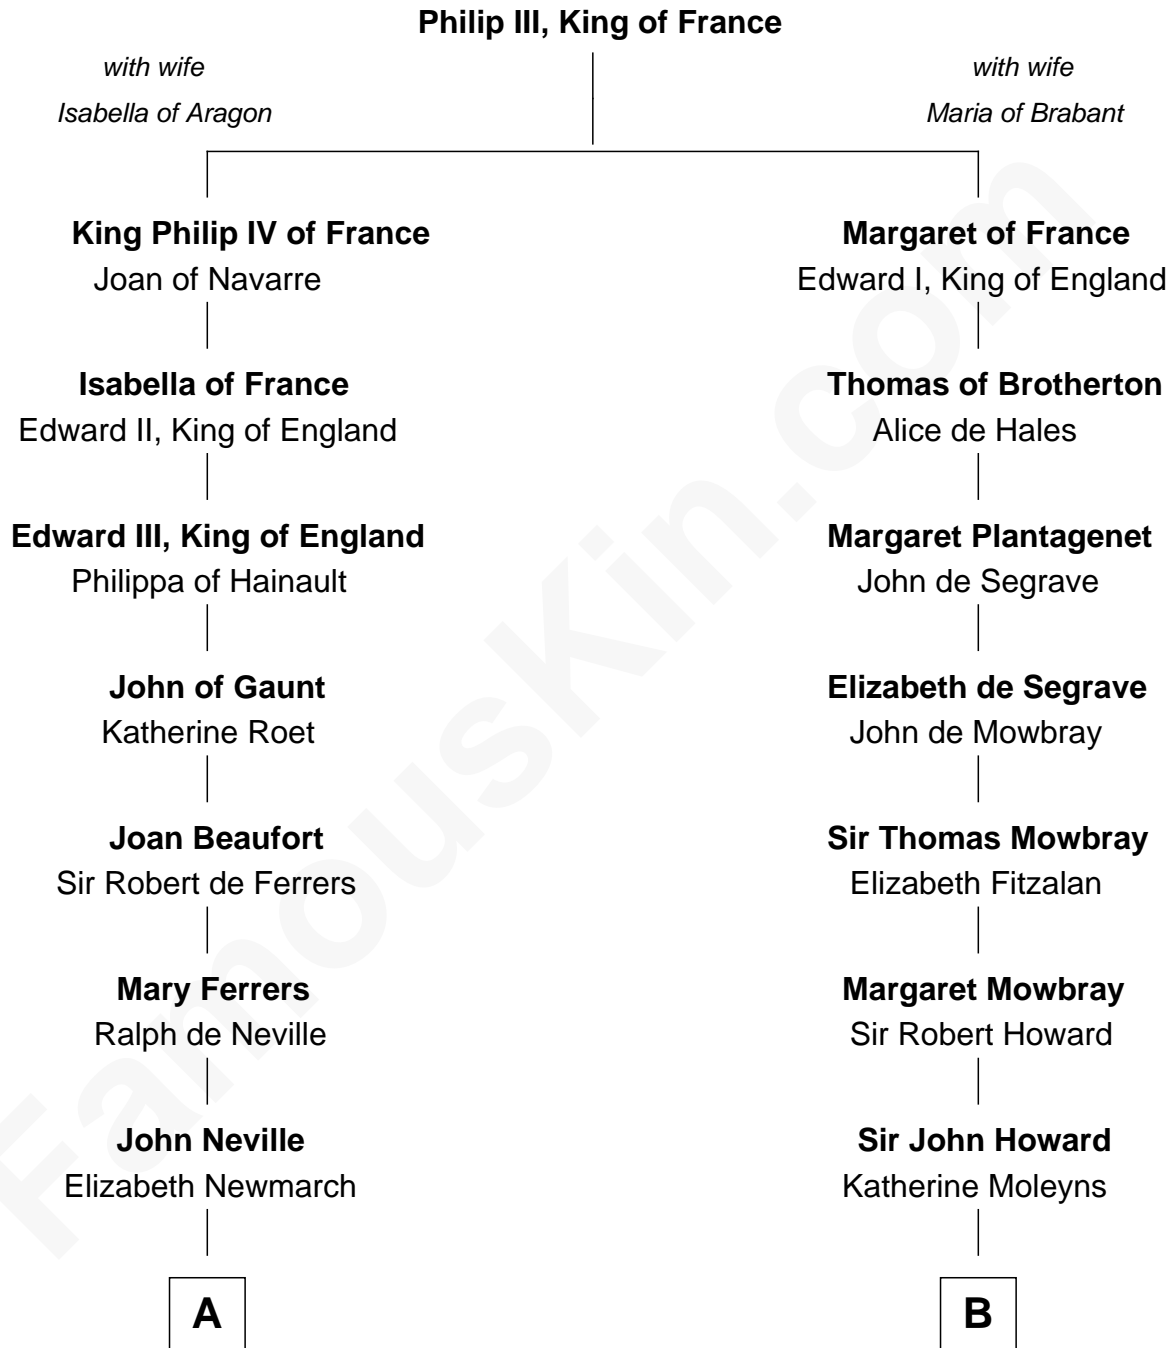 Philip III, King of France
with wife
Isabella of Aragon
with wife
Maria of Brabant
King Philip IV of France
Joan of Navarre
Margaret of France
Edward I, King of England
Isabella of France
Edward II, King of England
Thomas of Brotherton
Alice de Hales
Edward III, King of England
Philippa of Hainault
Margaret Plantagenet
John de Segrave
John of Gaunt
Katherine Roet
Elizabeth de Segrave
John de Mowbray
Joan Beaufort
Sir Robert de Ferrers
Sir Thomas Mowbray
Elizabeth Fitzalan
Mary Ferrers
Ralph de Neville
Margaret Mowbray
Sir Robert Howard
John Neville
Elizabeth Newmarch
Sir John Howard
Katherine Moleyns
A
B
FamousKin.com